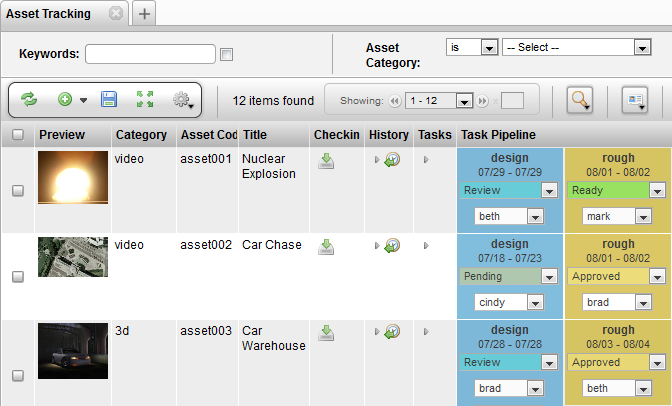 Asset Tracking
Keywords:
Asset Category: is -- Select --
12 items found Showing: 1 - 12 x
Preview Category Asset Cod Title Checkin History Tasks Task Pipeline
video asset001 Nuclear Explosion
design
07/29 - 07/29
Review
beth
rough
08/01 - 08/02
Ready
mark
video asset002 Car Chase
design
07/18 - 07/23
Pending
cindy
rough
08/01 - 08/02
Approved
brad
3d asset003 Car Warehouse
design
07/28 - 07/28
Review
brad
rough
08/03 - 08/04
Approved
beth